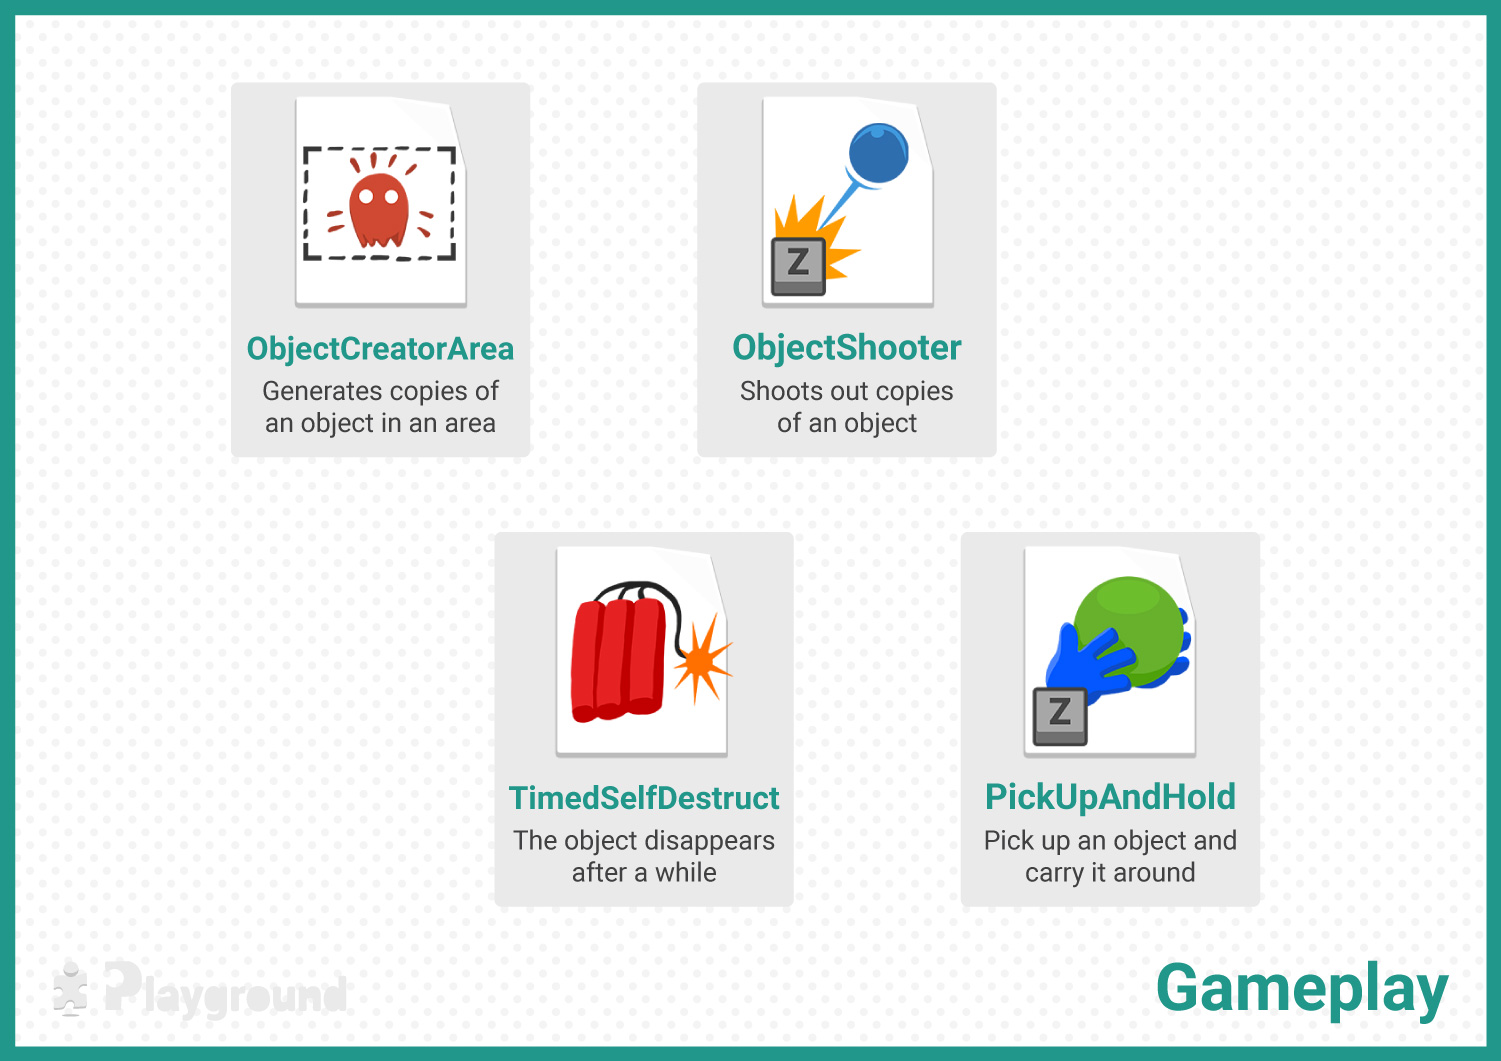 Z
ObjectCreatorArea
Generates copies of
an object in an area
ObjectShooter
Shoots out copies
of an object
TimedSelfDestruct
The object disappears
after a while
Z
PickUpAndHold
Pick up an object and
carry it around
Playground
Gameplay